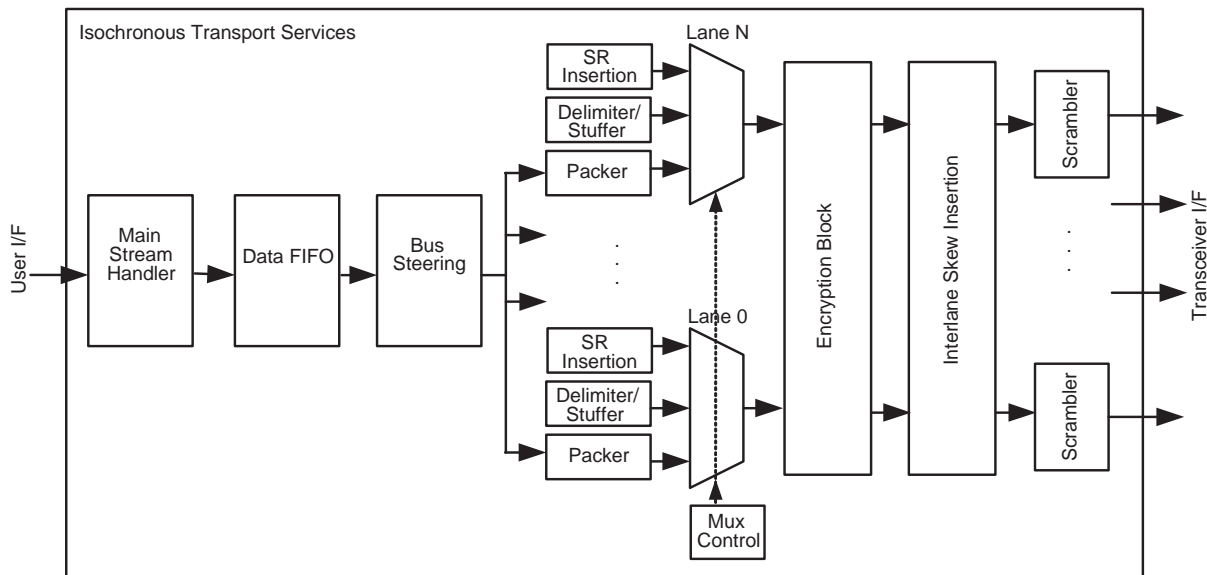 Isochronous Transport Services
Lane N
SR
Insertion
Delimiter/
Stuffer
Packer
User I/F
Main
Stream
Handler
Data FIFO
Bus
Steering
. . .
Lane 0
SR
Insertion
Delimiter/
Stuffer
Packer
Mux
Control
Encryption Block
Interlane Skew Insertion
Scrambler
. . .
Scrambler
Transceiver I/F